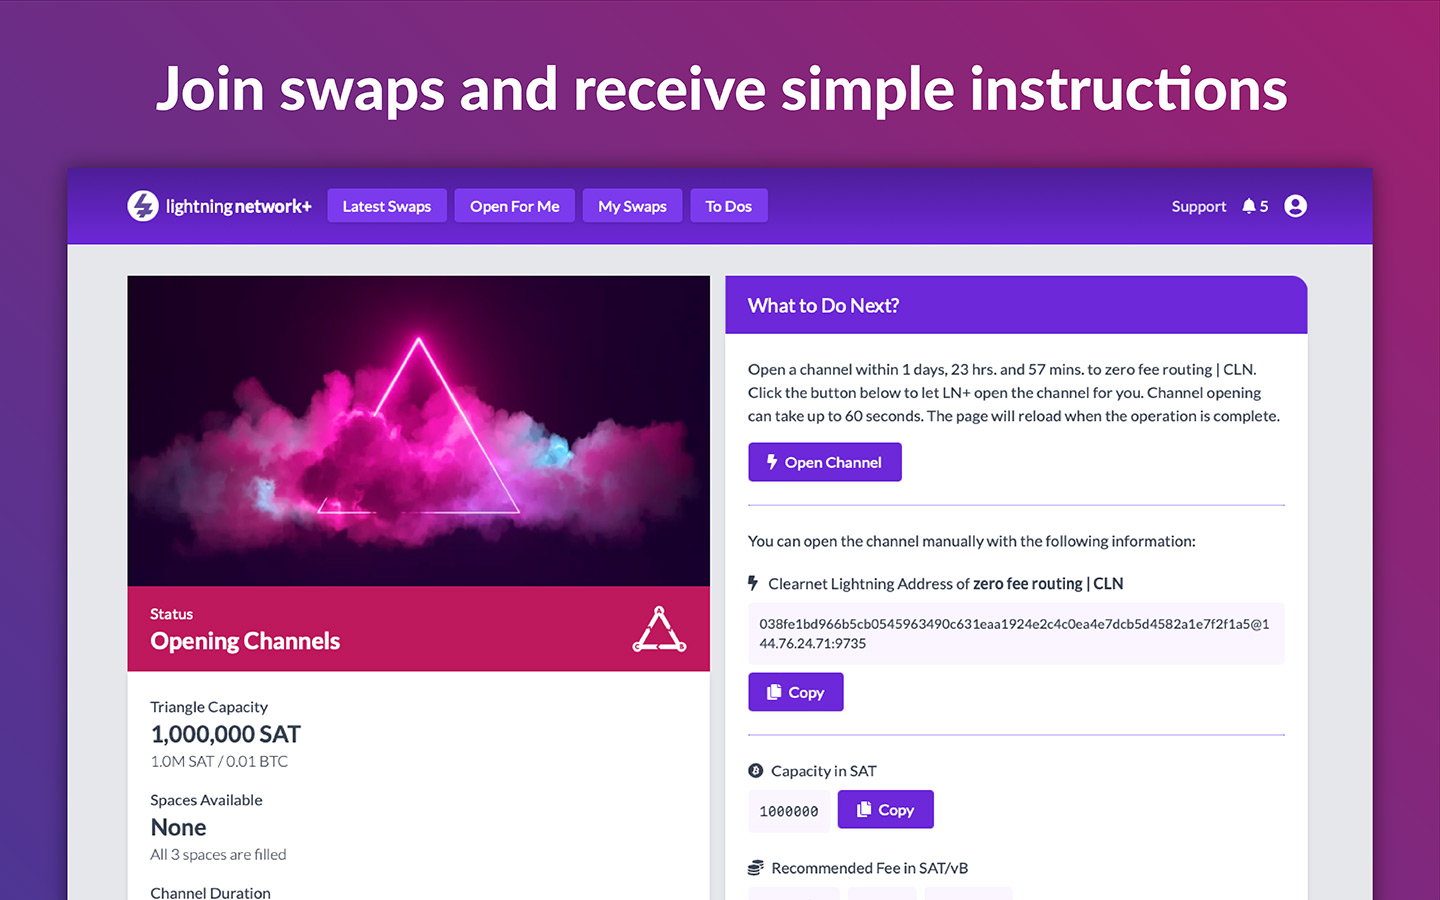 Join swaps and receive simple instructions
lightningnetwork+
Latest Swaps
Open For Me
My Swaps
To Dos
Support
5
Status
Opening Channels
A
B
C
Triangle Capacity
1,000,000 SAT
1.0M SAT / 0.01 BTC
Spaces Available
None
All 3 spaces are filled
Channel Duration
What to Do Next?
Open a channel within 1 days, 23 hrs. and 57 mins. to zero fee routing | CLN.
Click the button below to let LN+ open the channel for you. Channel opening
can take up to 60 seconds. The page will reload when the operation is complete.
Open Channel
You can open the channel manually with the following information:
Clearnet Lightning Address of zero fee routing | CLN
038fe1bd966b5cb0545963490c631eaa1924e2c4c0ea4e7dcb5d4582a1e7f2f1a5@1
44.76.24.71:9735
Copy
Capacity in SAT
1000000
Copy
Recommended Fee in SAT/vB